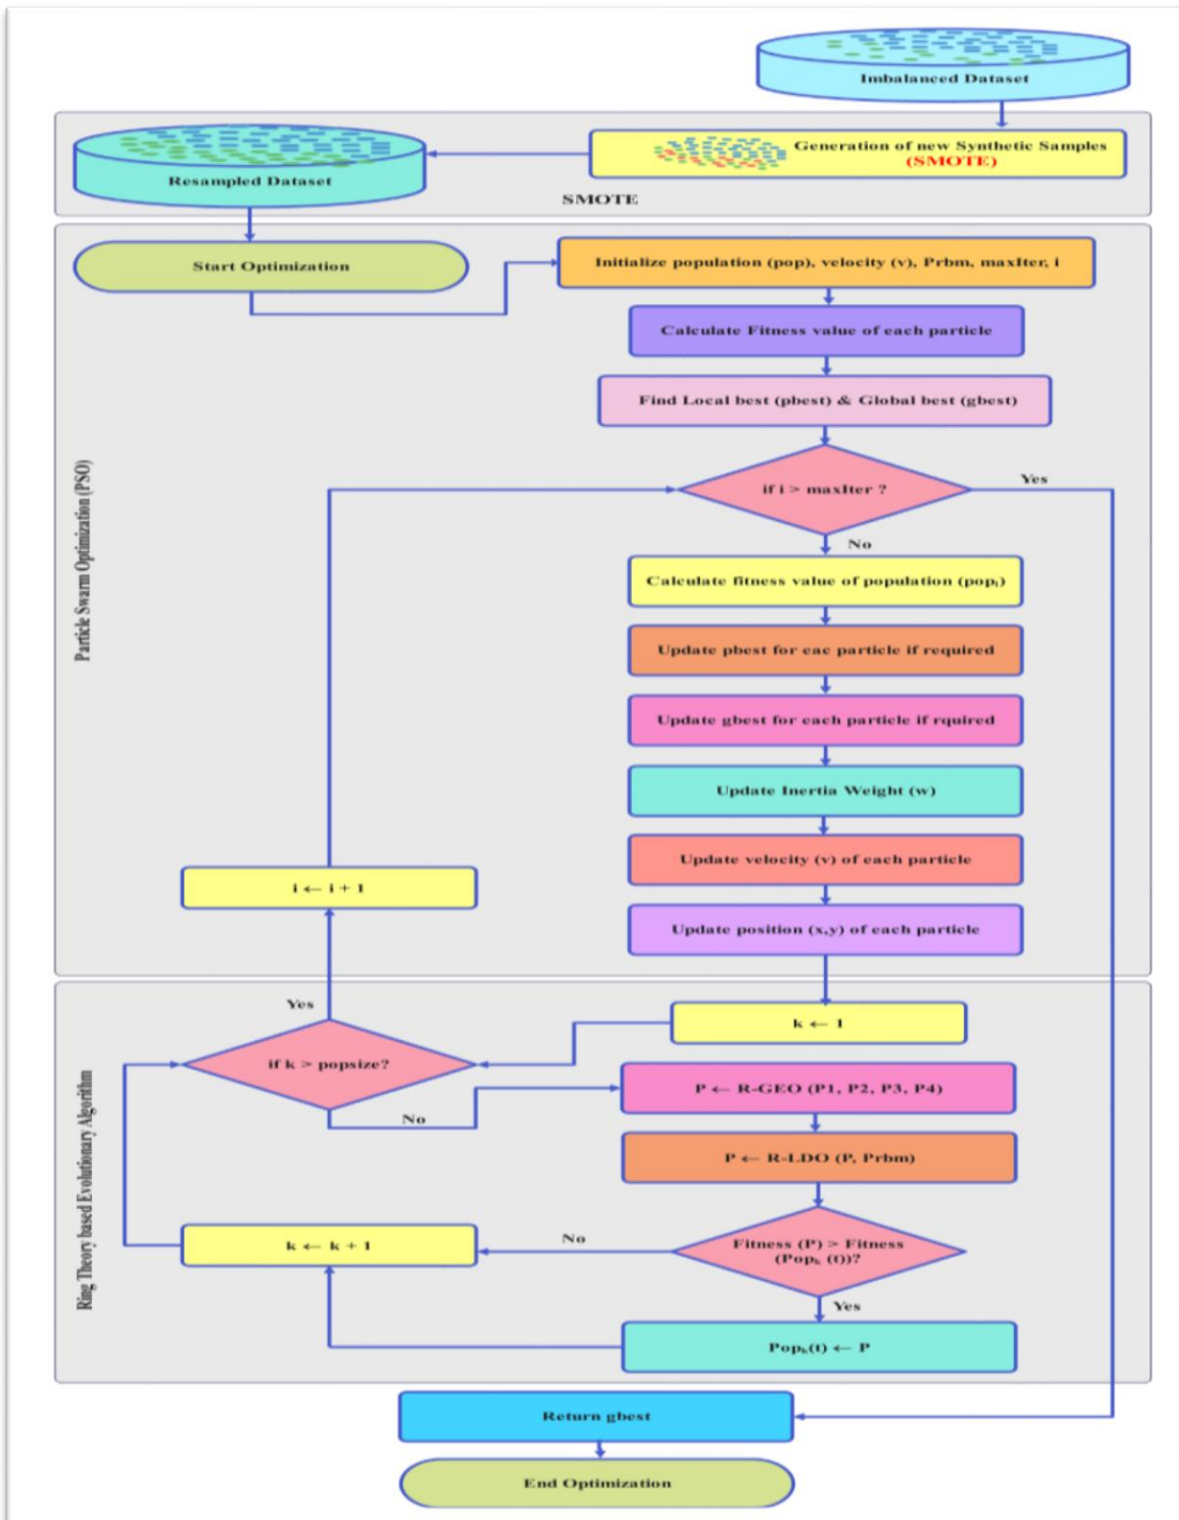 Imbalanced Dataset
Generation of new Synthetic Samples
(SMOTE)
Resampled Dataset
SMOTE
Start Optimization
Initialize population (pop), velocity (v), Prbm, maxIter, i
Calculate Fitness value of each particle
Find Local best (pbest) & Global best (gbest)
if i > maxIter ?
Yes
No
Calculate fitness value of population (popᵢ)
Update pbest for eac particle if required
Update gbest for each particle if rquired
Update Inertia Weight (w)
Update velocity (v) of each particle
Update position (x,y) of each particle
i ← i + 1
Particle Swarm Optimization (PSO)
Yes
k ← 1
if k > popsize?
No
P ← R-GEO (P1, P2, P3, P4)
P ← R-LDO (P, Prbm)
Fitness (P) > Fitness
(Popₖ (t))?
No
k ← k + 1
Yes
Popₖ(t) ← P
Ring Theory based Evolutionary Algorithm
Return gbest
End Optimization